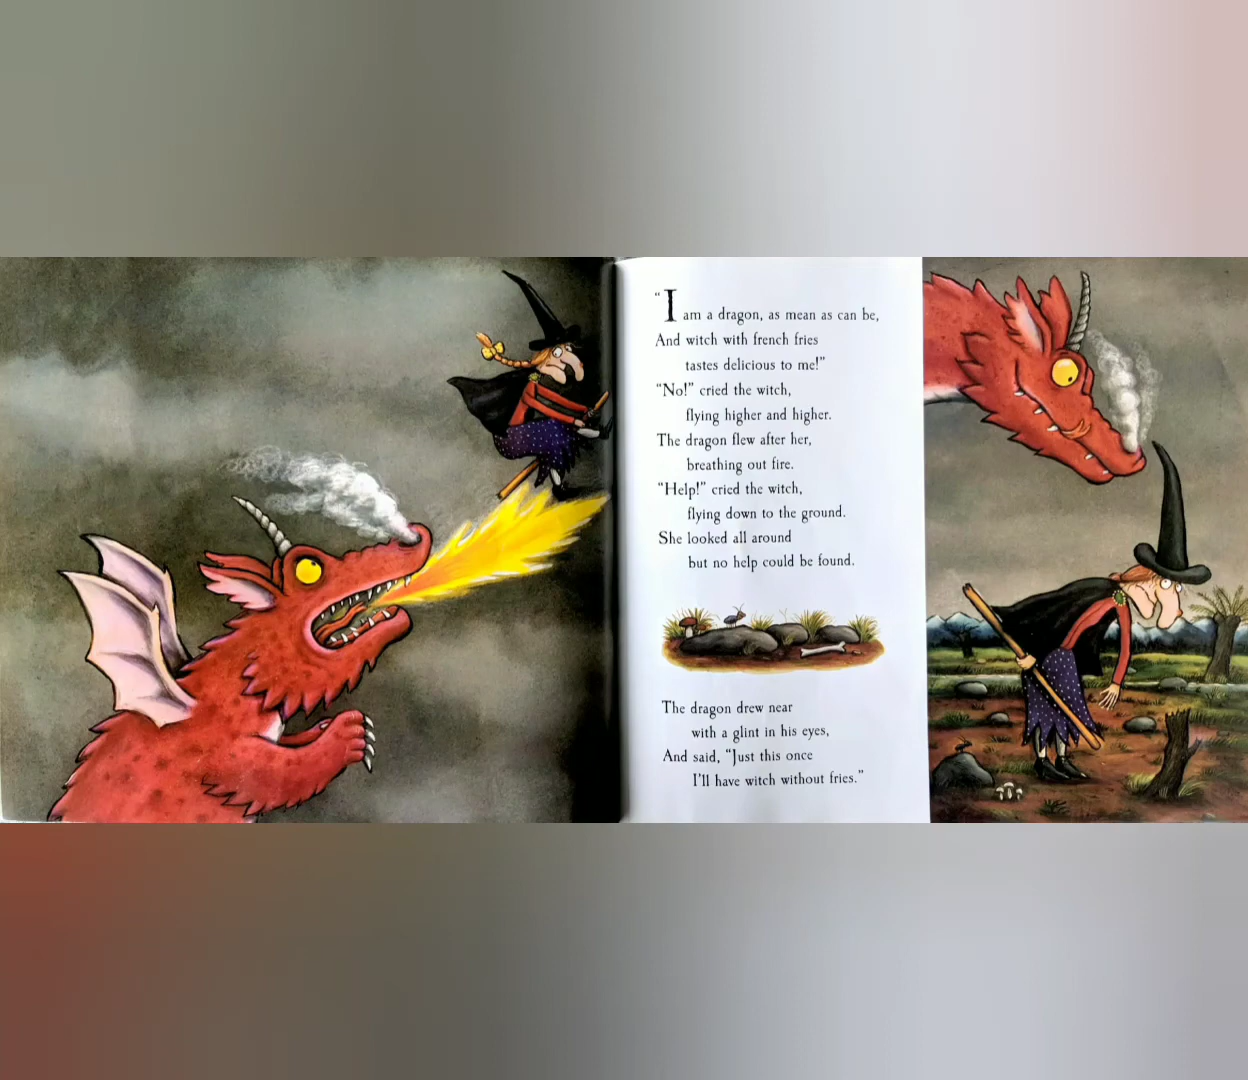 "I am a dragon, as mean as can be,
And witch with french fries
tastes delicious to me!"
"No!" cried the witch,
flying higher and higher.
The dragon flew after her,
breathing out fire.
"Help!" cried the witch,
flying down to the ground.
She looked all around
but no help could be found.
The dragon drew near
with a glint in his eyes,
And said, "Just this once
I'll have witch without fries."